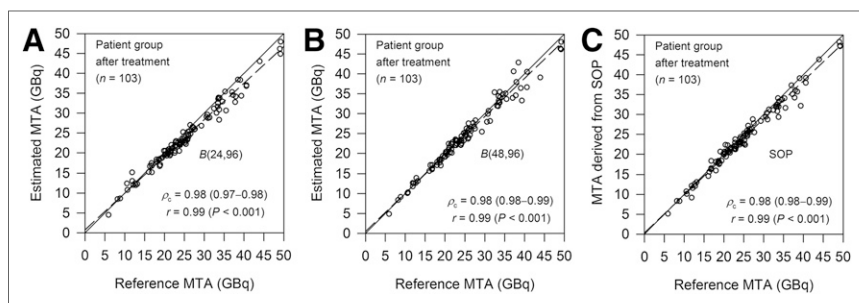 A
Patient group
after treatment
(n = 103)
Estimated MTA (GBq)
50
45
40
35
30
25
20
15
10
5
0
B(24,96)
ρc = 0.98 (0.97–0.98)
r = 0.99 (P < 0.001)
0 5 10 15 20 25 30 35 40 45 50
Reference MTA (GBq)
B
Patient group
after treatment
(n = 103)
Estimated MTA (GBq)
50
45
40
35
30
25
20
15
10
5
0
B(48,96)
ρc = 0.98 (0.98–0.99)
r = 0.99 (P < 0.001)
0 5 10 15 20 25 30 35 40 45 50
Reference MTA (GBq)
C
Patient group
after treatment
(n = 103)
MTA derived from SOP
50
45
40
35
30
25
20
15
10
5
0
SOP
ρc = 0.98 (0.98–0.99)
r = 0.99 (P < 0.001)
0 5 10 15 20 25 30 35 40 45 50
Reference MTA (GBq)